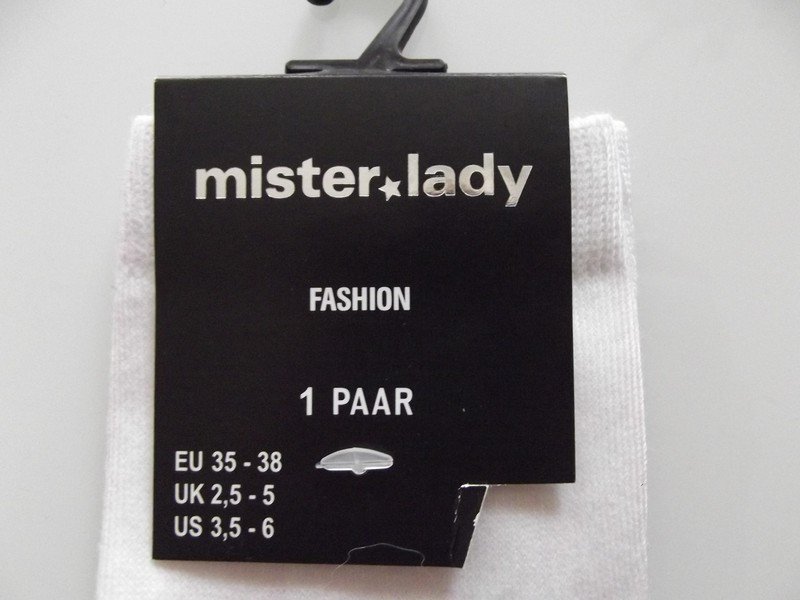 mister★lady
FASHION
1 PAAR
EU 35 - 38
UK 2,5 - 5
US 3,5 - 6